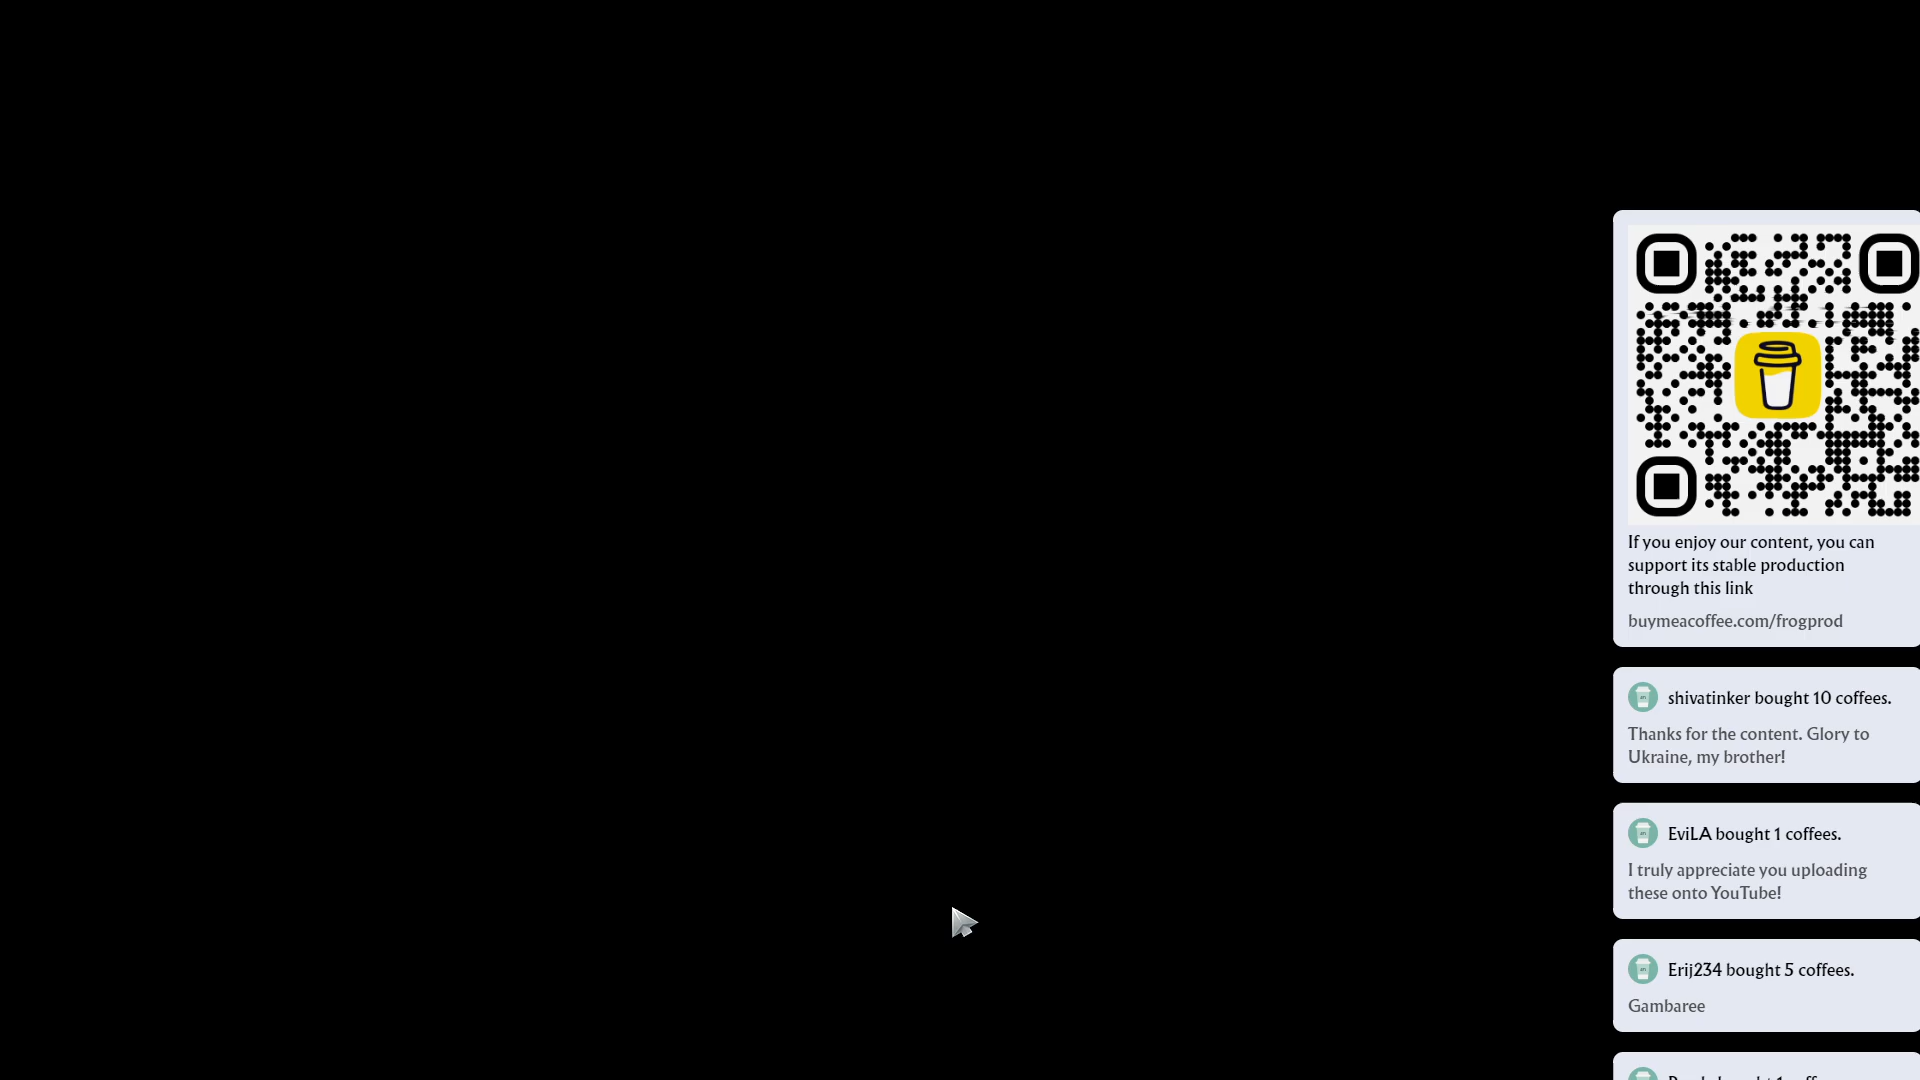 If you enjoy our content, you can
support its stable production
through this link
buymeacoffee.com/frogprod
shivatinker bought 10 coffees.
Thanks for the content. Glory to
Ukraine, my brother!
EviLA bought 1 coffees.
I truly appreciate you uploading
these onto YouTube!
Erij234 bought 5 coffees.
Gambaree